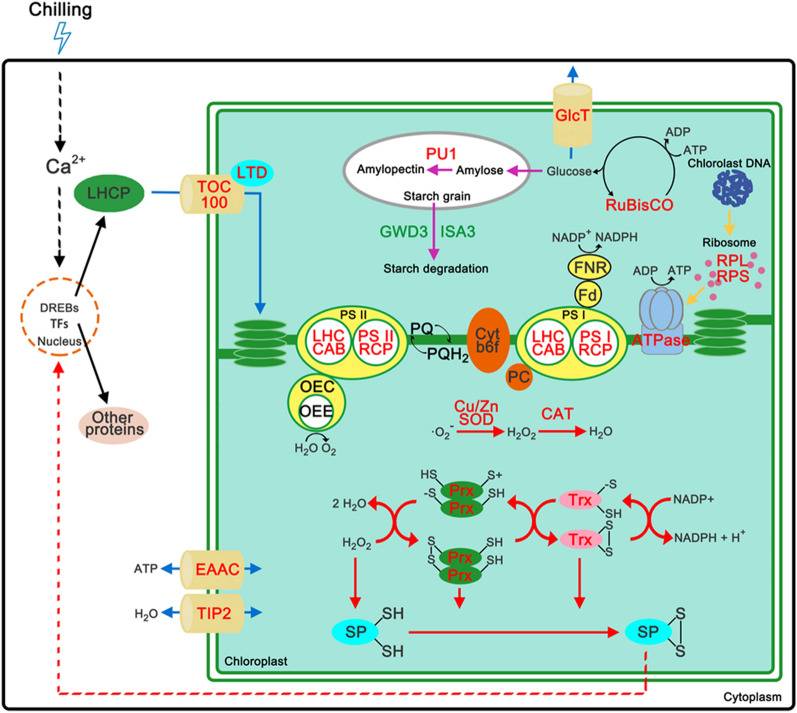 Chilling
Ca²⁺
LHCP
TOC
100
LTD
DREBs
TFs
Nucleus
Other
proteins
GlcT
PU1
Amylopectin
Amylose
Starch grain
Glucose
GWD3
ISA3
Starch degradation
ADP
ATP
RuBisCO
Chlorolast DNA
Ribosome
RPL
RPS
NADP⁺
NADPH
FNR
Fd
ADP
ATP
ATPase
PS II
LHC
CAB
PS II
RCP
OEC
OEE
H₂O O₂
PQ
PQH₂
Cyt
b6f
PC
PS I
LHC
CAB
PS I
RCP
·O₂⁻
Cu/Zn
SOD
H₂O₂
CAT
H₂O
2 H₂O
H₂O₂
HS
S+
-S
Prx
Prx
SH
S
S
Prx
Prx
SH
SH
Trx
-S
SH
Trx
S
S
NADP+
NADPH + H⁺
ATP
EAAC
H₂O
TIP2
SP
SH
SH
SP
S
S
Chloroplast
Cytoplasm